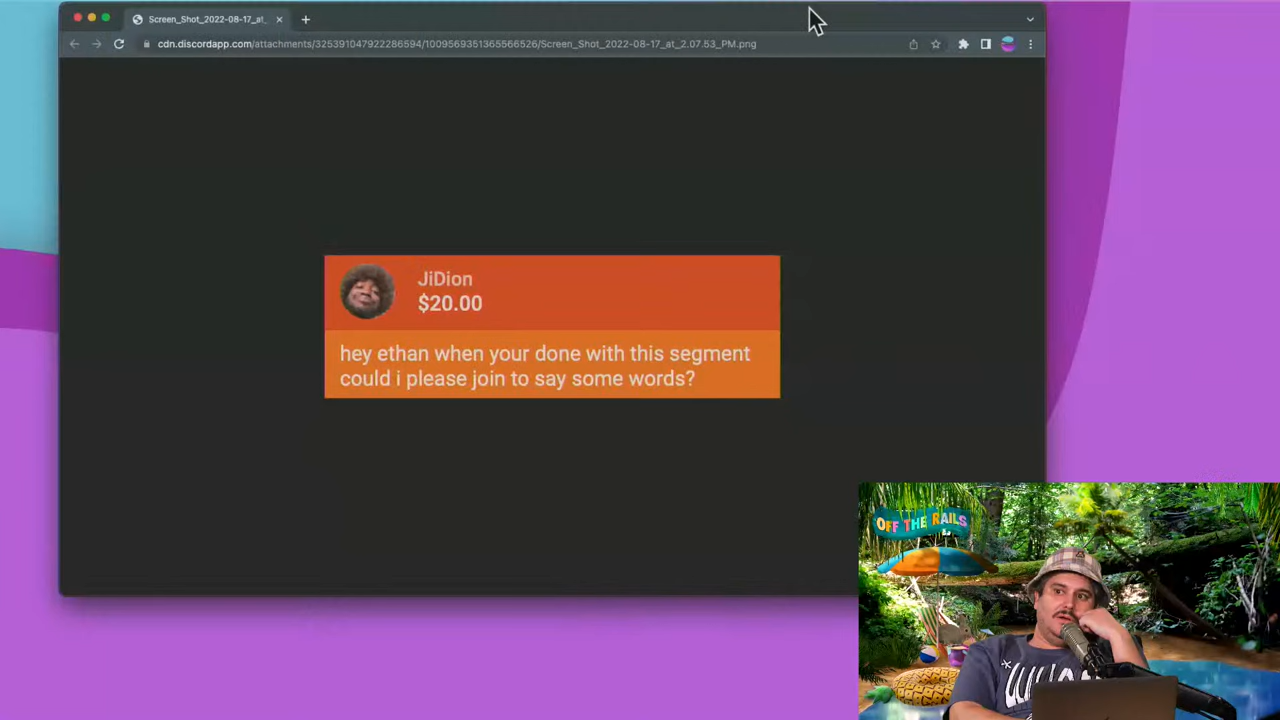 Screen_Shot_2022-08-17_at_
cdn.discordapp.com/attachments/325391047922286594/1009569351365566526/Screen_Shot_2022-08-17_at_2.07.53_PM.png
JiDion
$20.00
hey ethan when your done with this segment
could i please join to say some words?
OFF THE RAILS